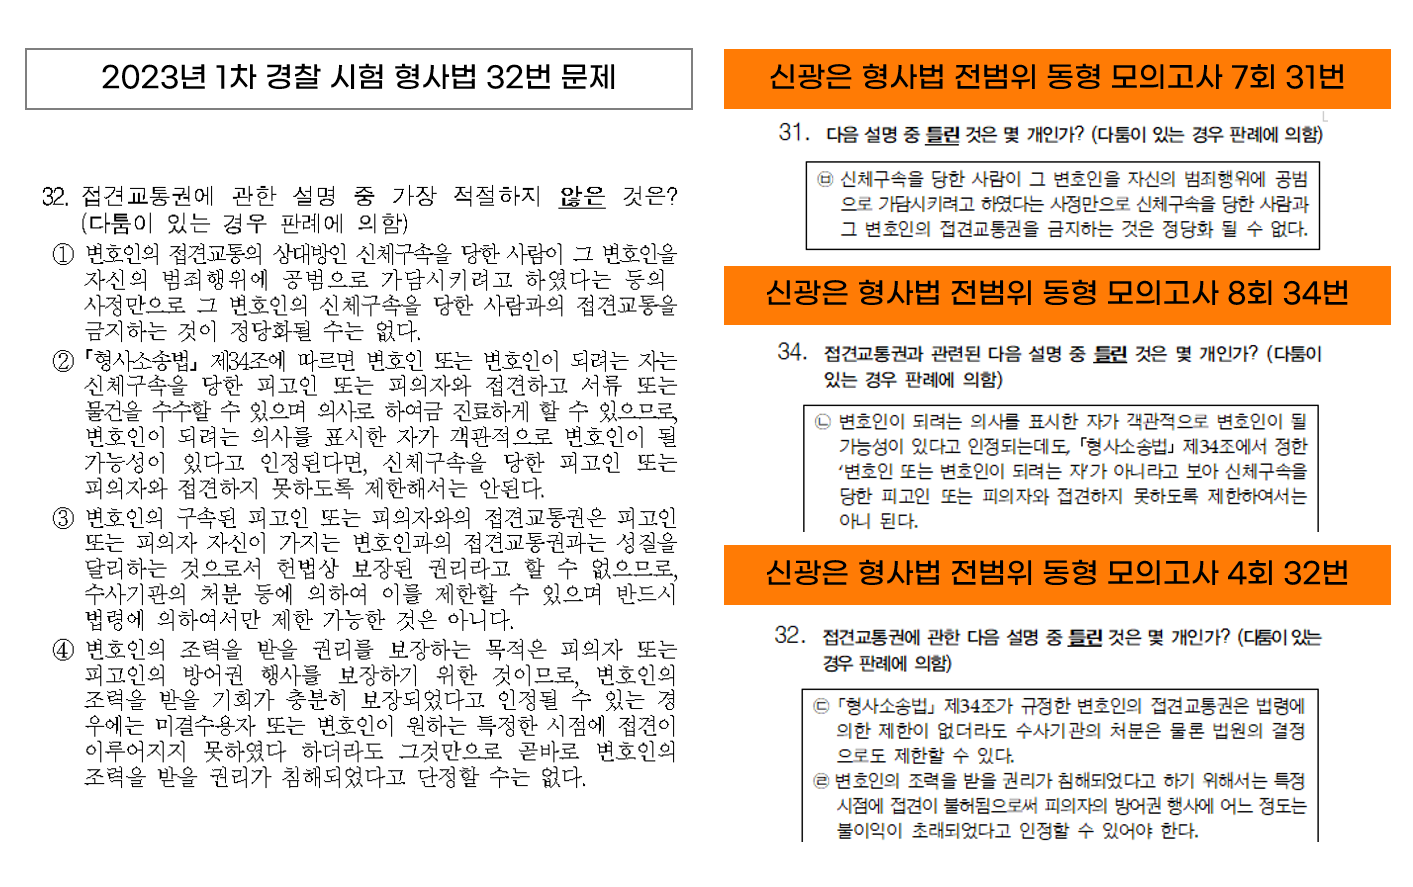 2023년 1차 경찰 시험 형사법 32번 문제
32. 접견교통권에 관한 설명 중 가장 적절하지 않은 것은?
(다툼이 있는 경우 판례에 의함)
① 변호인의 접견교통의 상대방인 신체구속을 당한 사람이 그 변호인을
자신의 범죄행위에 공범으로 가담시키려고 하였다는 등의
사정만으로 그 변호인의 신체구속을 당한 사람과의 접견교통을
금지하는 것이 정당화될 수는 없다.
② 「형사소송법」 제34조에 따르면 변호인 또는 변호인이 되려는 자는
신체구속을 당한 피고인 또는 피의자와 접견하고 서류 또는
물건을 수수할 수 있으며 의사로 하여금 진료하게 할 수 있으므로,
변호인이 되려는 의사를 표시한 자가 객관적으로 변호인이 될
가능성이 있다고 인정된다면, 신체구속을 당한 피고인 또는
피의자와 접견하지 못하도록 제한해서는 안된다.
③ 변호인의 구속된 피고인 또는 피의자와의 접견교통권은 피고인
또는 피의자 자신이 가지는 변호인과의 접견교통권과는 성질을
달리하는 것으로서 헌법상 보장된 권리라고 할 수 없으므로,
수사기관의 처분 등에 의하여 이를 제한할 수 있으며 반드시
법령에 의하여서만 제한 가능한 것은 아니다.
④ 변호인의 조력을 받을 권리를 보장하는 목적은 피의자 또는
피고인의 방어권 행사를 보장하기 위한 것이므로, 변호인의
조력을 받을 기회가 충분히 보장되었다고 인정될 수 있는 경
우에는 미결수용자 또는 변호인이 원하는 특정한 시점에 접견이
이루어지지 못하였다 하더라도 그것만으로 곧바로 변호인의
조력을 받을 권리가 침해되었다고 단정할 수는 없다.
신광은 형사법 전범위 동형 모의고사 7회 31번
31. 다음 설명 중 틀린 것은 몇 개인가? (다툼이 있는 경우 판례에 의함)
㉥ 신체구속을 당한 사람이 그 변호인을 자신의 범죄행위에 공범
으로 가담시키려고 하였다는 사정만으로 신체구속을 당한 사람과
그 변호인의 접견교통권을 금지하는 것은 정당화 될 수 없다.
신광은 형사법 전범위 동형 모의고사 8회 34번
34. 접견교통권과 관련된 다음 설명 중 틀린 것은 몇 개인가? (다툼이
있는 경우 판례에 의함)
㉡ 변호인이 되려는 의사를 표시한 자가 객관적으로 변호인이 될
가능성이 있다고 인정되는데도, 「형사소송법」 제34조에서 정한
‘변호인 또는 변호인이 되려는 자’가 아니라고 보아 신체구속을
당한 피고인 또는 피의자와 접견하지 못하도록 제한하여서는
아니 된다.
신광은 형사법 전범위 동형 모의고사 4회 32번
32. 접견교통권에 관한 다음 설명 중 틀린 것은 몇 개인가? (다툼이 있는
경우 판례에 의함)
㉢ 「형사소송법」 제34조가 규정한 변호인의 접견교통권은 법령에
의한 제한이 없더라도 수사기관의 처분은 물론 법원의 결정
으로도 제한할 수 있다.
㉣ 변호인의 조력을 받을 권리가 침해되었다고 하기 위해서는 특정
시점에 접견이 불허됨으로써 피의자의 방어권 행사에 어느 정도는
불이익이 초래되었다고 인정할 수 있어야 한다.